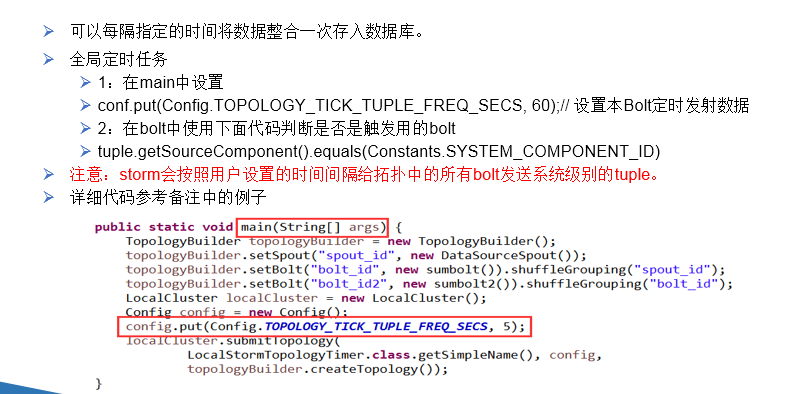 可以每隔指定的时间将数据整合一次存入数据库。
全局定时任务
1：在main中设置
conf.put(Config.TOPOLOGY_TICK_TUPLE_FREQ_SECS, 60);// 设置本Bolt定时发射数据
2：在bolt中使用下面代码判断是否是触发用的bolt
tuple.getSourceComponent().equals(Constants.SYSTEM_COMPONENT_ID)
注意：storm会按照用户设置的时间间隔给拓扑中的所有bolt发送系统级别的tuple。
详细代码参考备注中的例子
public static void main(String[] args) {
TopologyBuilder topologyBuilder = new TopologyBuilder();
topologyBuilder.setSpout("spout_id", new DataSourceSpout());
topologyBuilder.setBolt("bolt_id", new sumbolt()).shuffleGrouping("spout_id");
topologyBuilder.setBolt("bolt_id2", new sumbolt2()).shuffleGrouping("bolt_id");
LocalCluster localCluster = new LocalCluster();
Config config = new Config();
config.put(Config.TOPOLOGY_TICK_TUPLE_FREQ_SECS, 5);
localCluster.submitTopology(
LocalStormTopologyTimer.class.getSimpleName(), config,
topologyBuilder.createTopology());
}